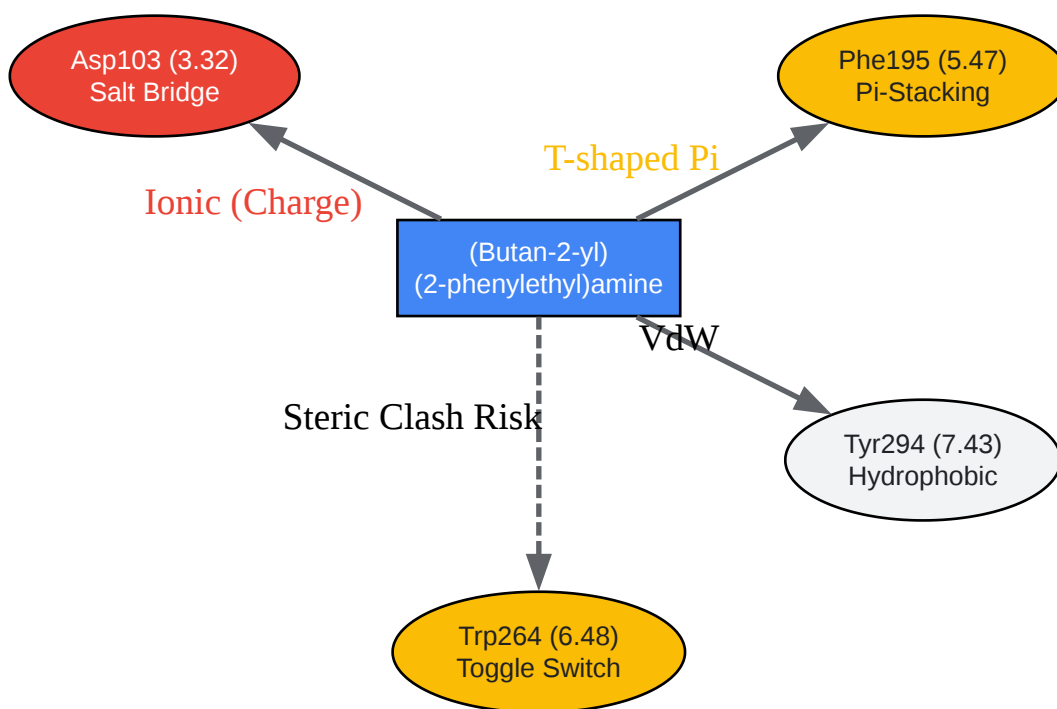 Asp103 (3.32)
Salt Bridge
Phe195 (5.47)
Pi-Stacking
T-shaped Pi
Ionic (Charge)
(Butan-2-yl)
(2-phenylethyl)amine
VdW
Steric Clash Risk
Tyr294 (7.43)
Hydrophobic
Trp264 (6.48)
Toggle Switch